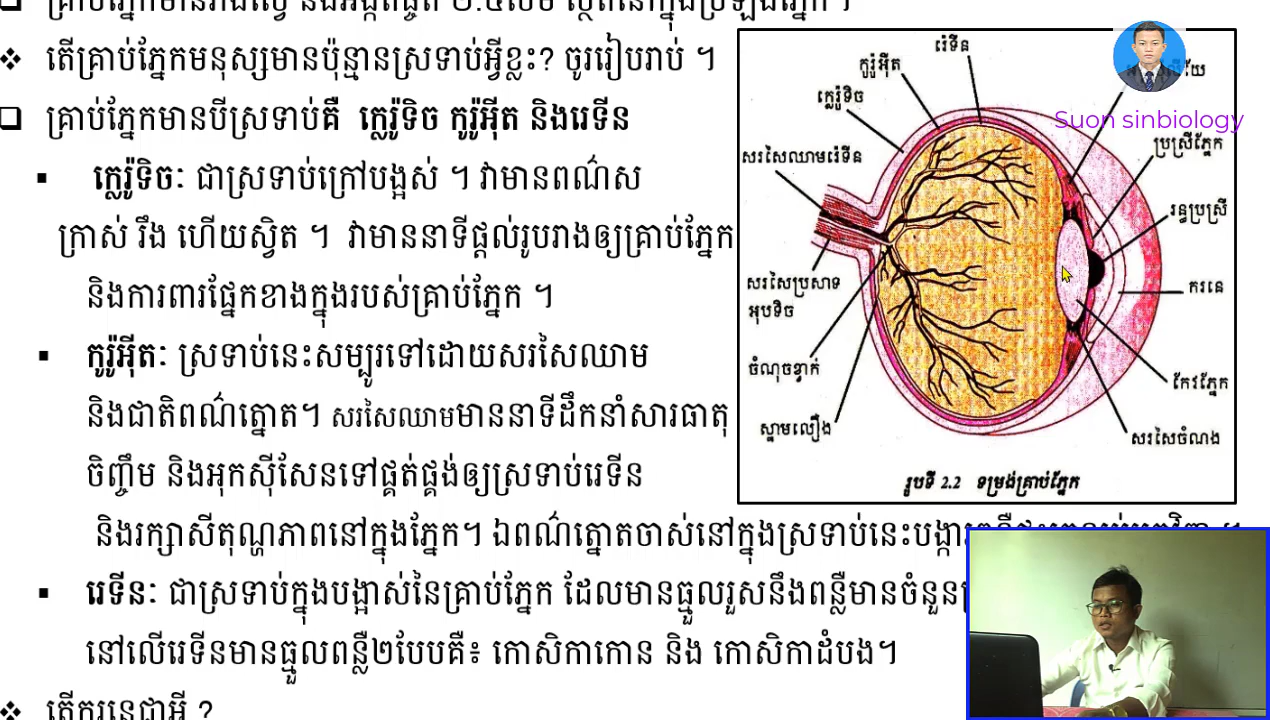 ❖ តើគ្រាប់ភ្នែកមនុស្សមានប៉ុន្មានស្រទាប់អ្វីខ្លះ? ចូររៀបរាប់ ។
❑ គ្រាប់ភ្នែកមានបីស្រទាប់គឺ ក្លេរ៉ូទិច កូរ៉ូអ៊ីត និងរេទីន
▪ ក្លេរ៉ូទិច: ជាស្រទាប់ក្រៅបង្អស់ ។ វាមានពណ៌ស
ក្រាស់ រឹង ហើយស្វិត ។ វាមាននាទីផ្តល់រូបរាងឲ្យគ្រាប់ភ្នែក
និងការពារផ្នែកខាងក្នុងរបស់គ្រាប់ភ្នែក ។
▪ កូរ៉ូអ៊ីត: ស្រទាប់នេះសម្បូរទៅដោយសរសៃឈាម
និងជាតិពណ៌ត្នោត។ សរសៃឈាមមាននាទីដឹកនាំសារធាតុ
ចិញ្ចឹម និងអុកស៊ីសែនទៅផ្គត់ផ្គង់ឲ្យស្រទាប់រេទីន
និងរក្សាសីតុណ្ហភាពនៅក្នុងភ្នែក។ ឯពណ៌ត្នោតចាស់នៅក្នុងស្រទាប់នេះ
▪ រេទីន: ជាស្រទាប់ក្នុងបង្អាស់នៃគ្រាប់ភ្នែក ដែលមានធ្មួលរួសនឹងពន្លឺមានចំនួន
នៅលើរេទីនមានធ្មួលពន្លឺ២បែបគឺ៖ កោសិកាកោន និង កោសិកាដំបង។
❖ តើករនេជាអ្វី ?
រេទីន
កូរ៉ូអ៊ីត
ក្លេរ៉ូទិច
សរសៃឈាមរេទីន
សរសៃប្រសាទ
អុបទិច
ចំណុចខ្វាក់
ស្នាមលឿង
Suon sinbiology
ប្រស្រីភ្នែក
រន្ធប្រស្រី
ករនេ
កែវភ្នែក
សរសៃចំណង
រូបទី 2.2 ទម្រង់គ្រាប់ភ្នែក